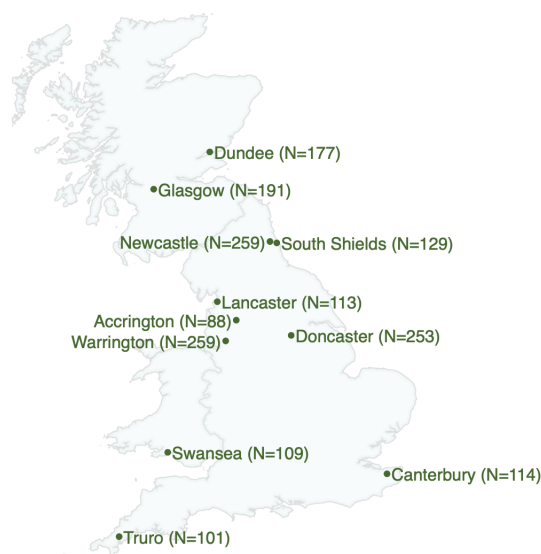 Dundee (N=177)
Glasgow (N=191)
Newcastle (N=259)
South Shields (N=129)
Lancaster (N=113)
Accrington (N=88)
Doncaster (N=253)
Warrington (N=259)
Swansea (N=109)
Canterbury (N=114)
Truro (N=101)